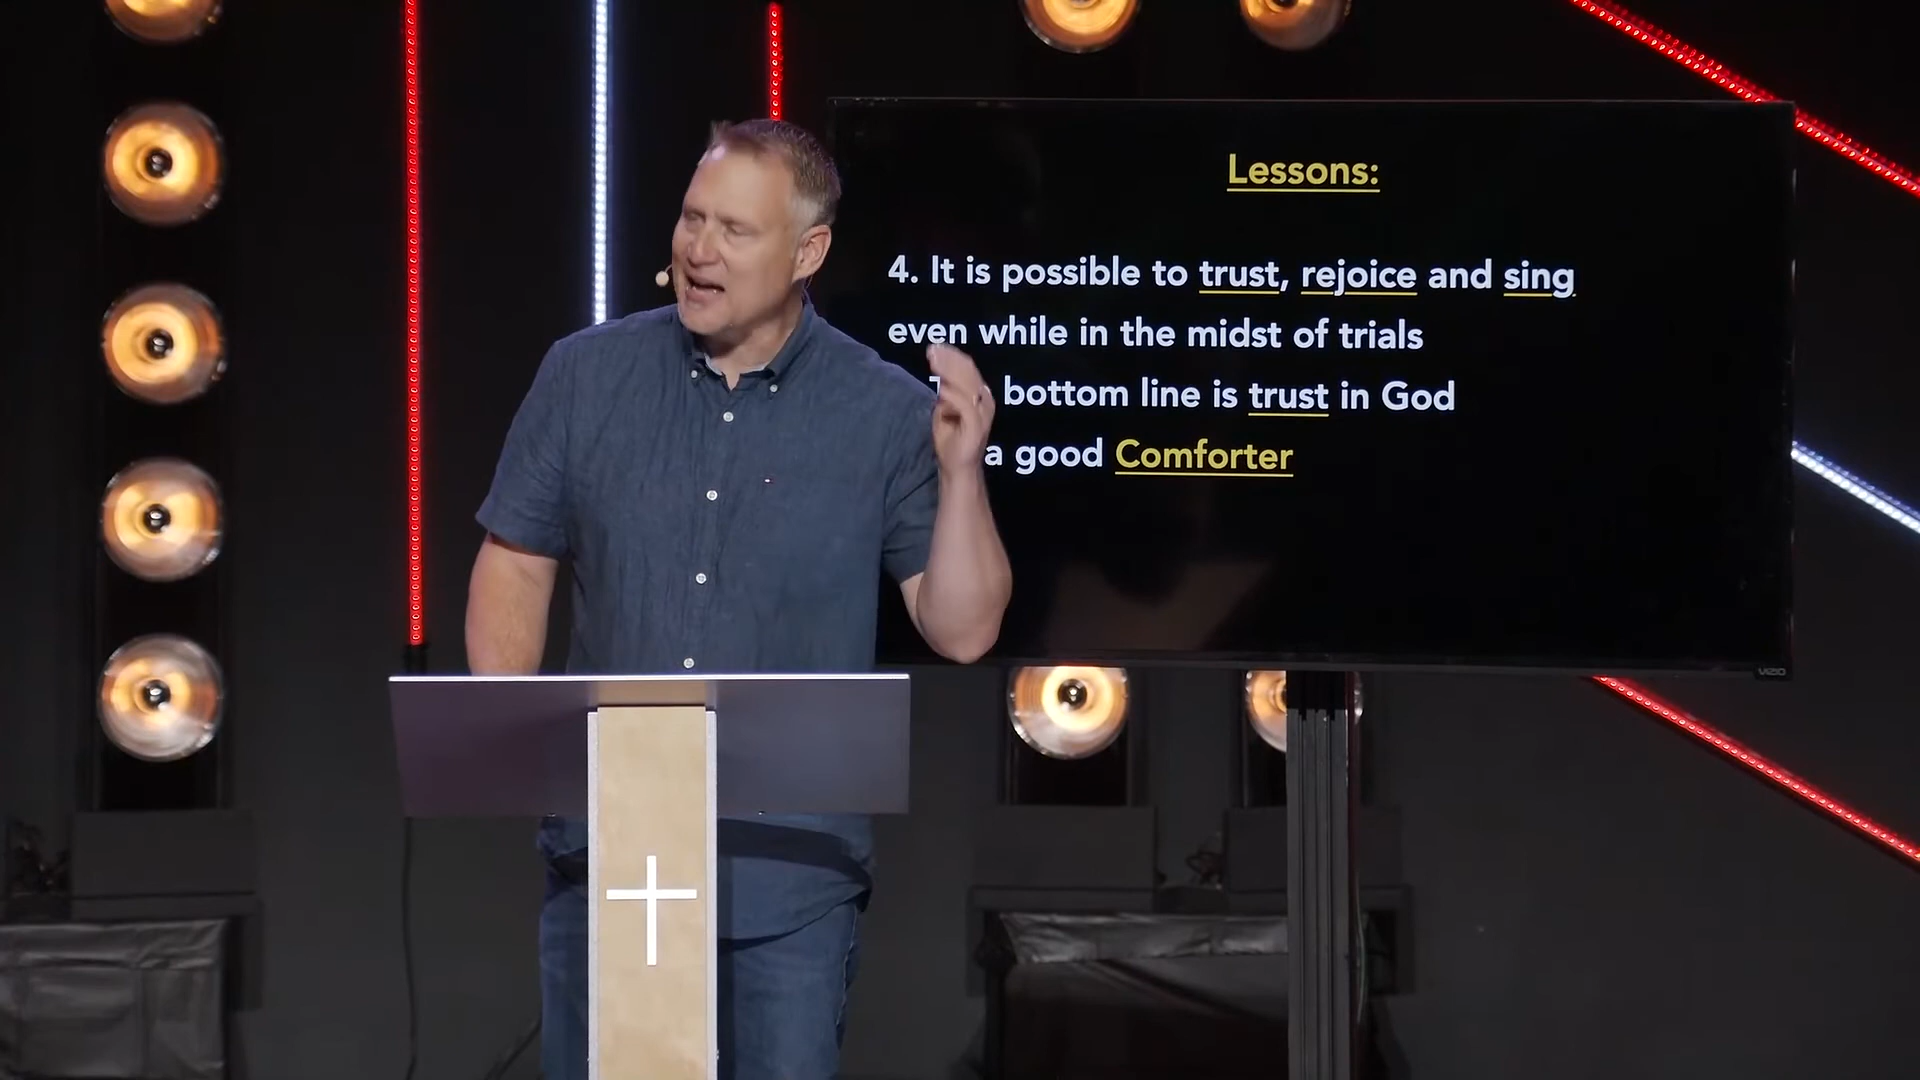 Lessons:
4. It is possible to trust, rejoice and sing
even while in the midst of trials
bottom line is trust in God
a good Comforter
VIZIO